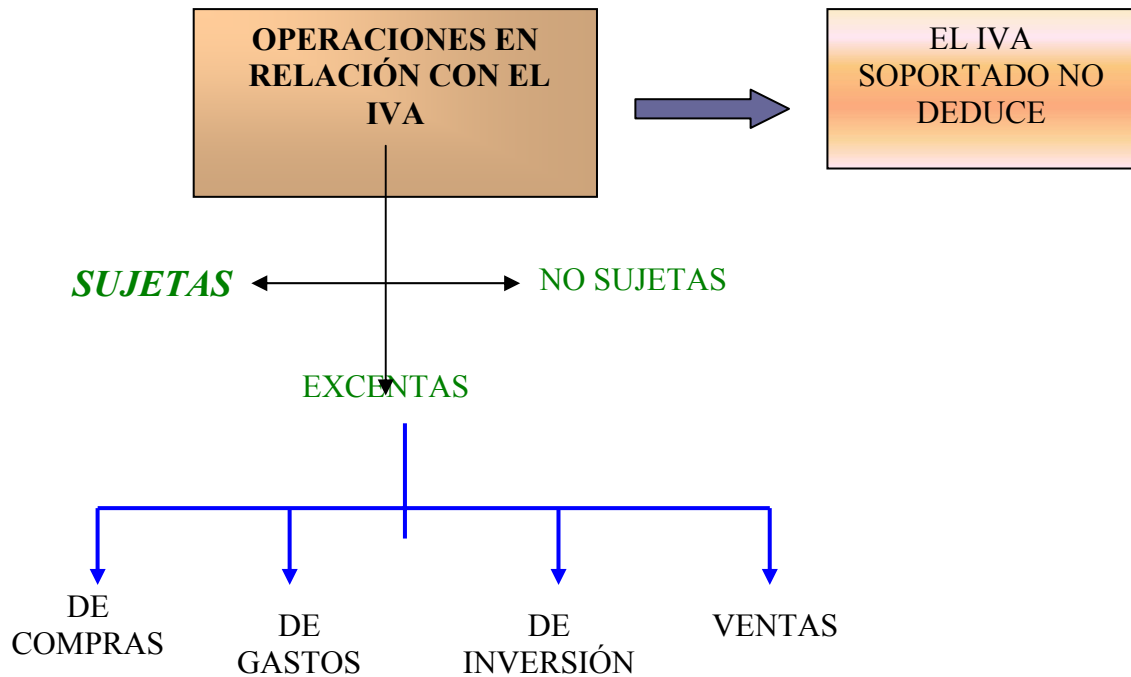 OPERACIONES EN
RELACIÓN CON EL
IVA
EL IVA
SOPORTADO NO
DEDUCE
SUJETAS
NO SUJETAS
EXCENTAS
DE
COMPRAS
DE
GASTOS
DE
INVERSIÓN
VENTAS